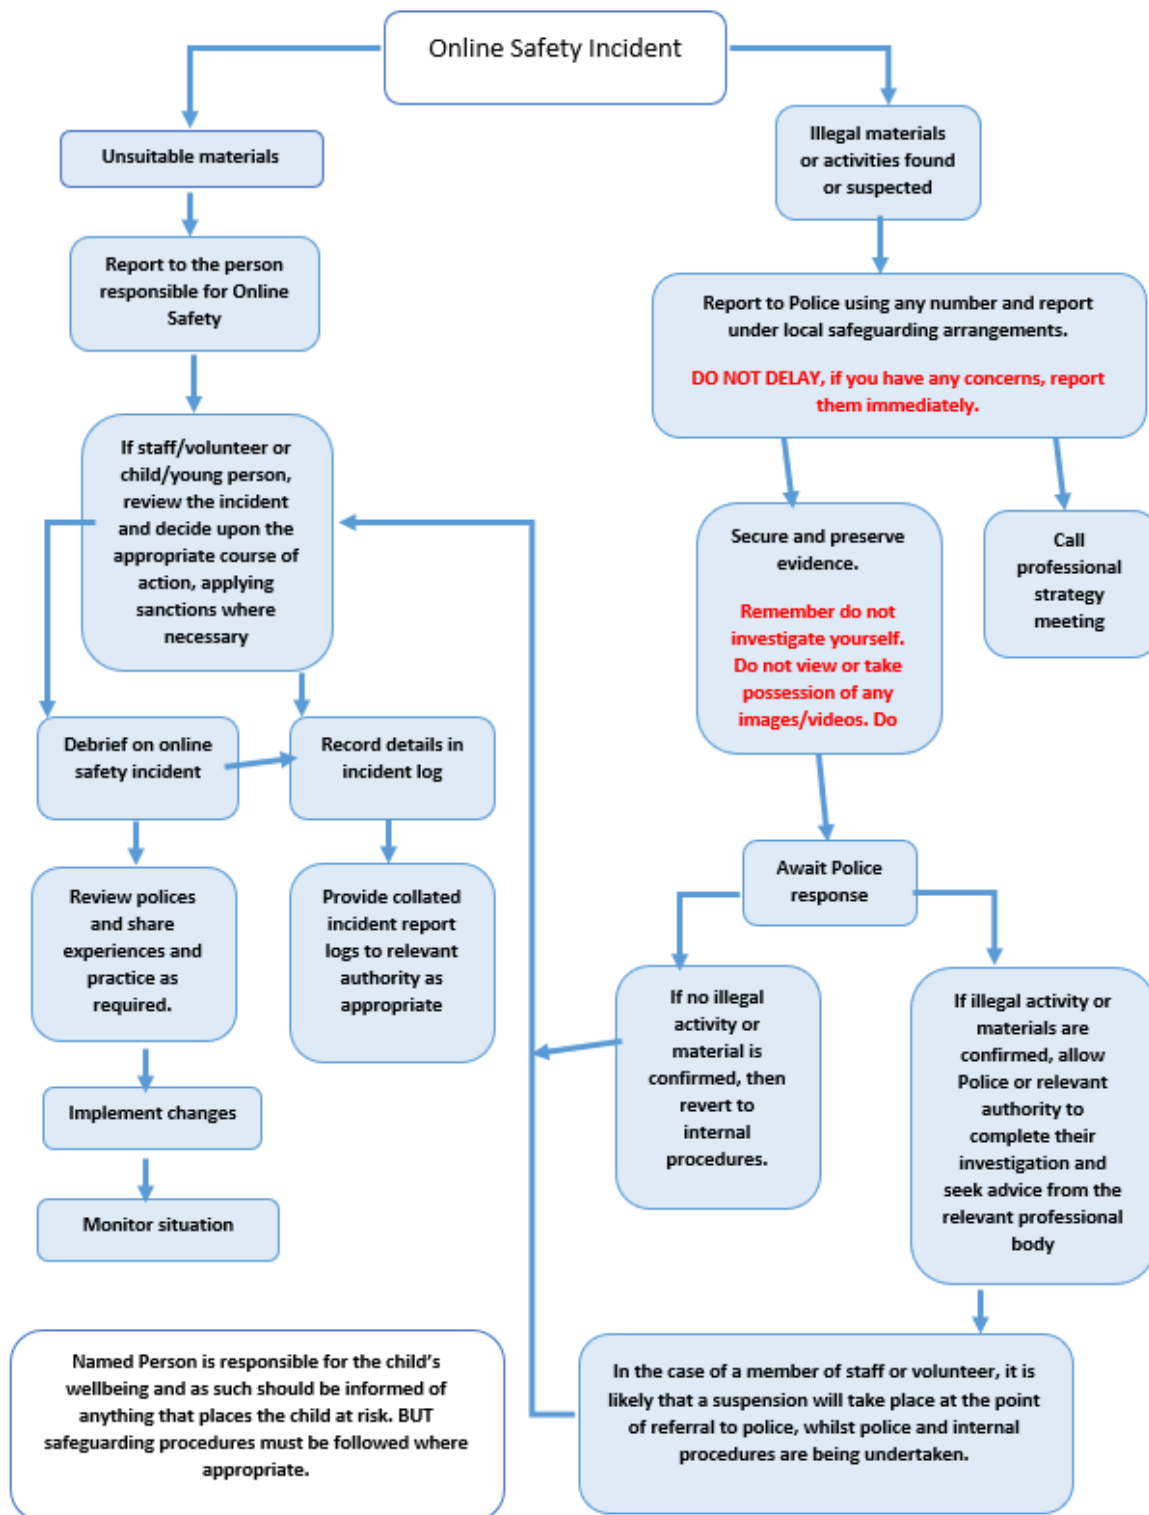 Online Safety Incident
Unsuitable materials
Report to the person
responsible for Online
Safety
If staff/volunteer or
child/young person,
review the incident
and decide upon the
appropriate course of
action, applying
sanctions where
necessary
Debrief on online
safety incident
Record details in
incident log
Review polices
and share
experiences and
practice as
required.
Provide collated
incident report
logs to relevant
authority as
appropriate
Implement changes
Monitor situation
Illegal materials
or activities found
or suspected
Report to Police using any number and report
under local safeguarding arrangements.
DO NOT DELAY, if you have any concerns, report
them immediately.
Secure and preserve
evidence.
Remember do not
investigate yourself.
Do not view or take
possession of any
images/videos. Do
Call
professional
strategy
meeting
Await Police
response
If no illegal
activity or
material is
confirmed, then
revert to
internal
procedures.
If illegal activity or
materials are
confirmed, allow
Police or relevant
authority to
complete their
investigation and
seek advice from the
relevant professional
body
In the case of a member of staff or volunteer, it is
likely that a suspension will take place at the point
of referral to police, whilst police and internal
procedures are being undertaken.
Named Person is responsible for the child’s
wellbeing and as such should be informed of
anything that places the child at risk. BUT
safeguarding procedures must be followed where
appropriate.